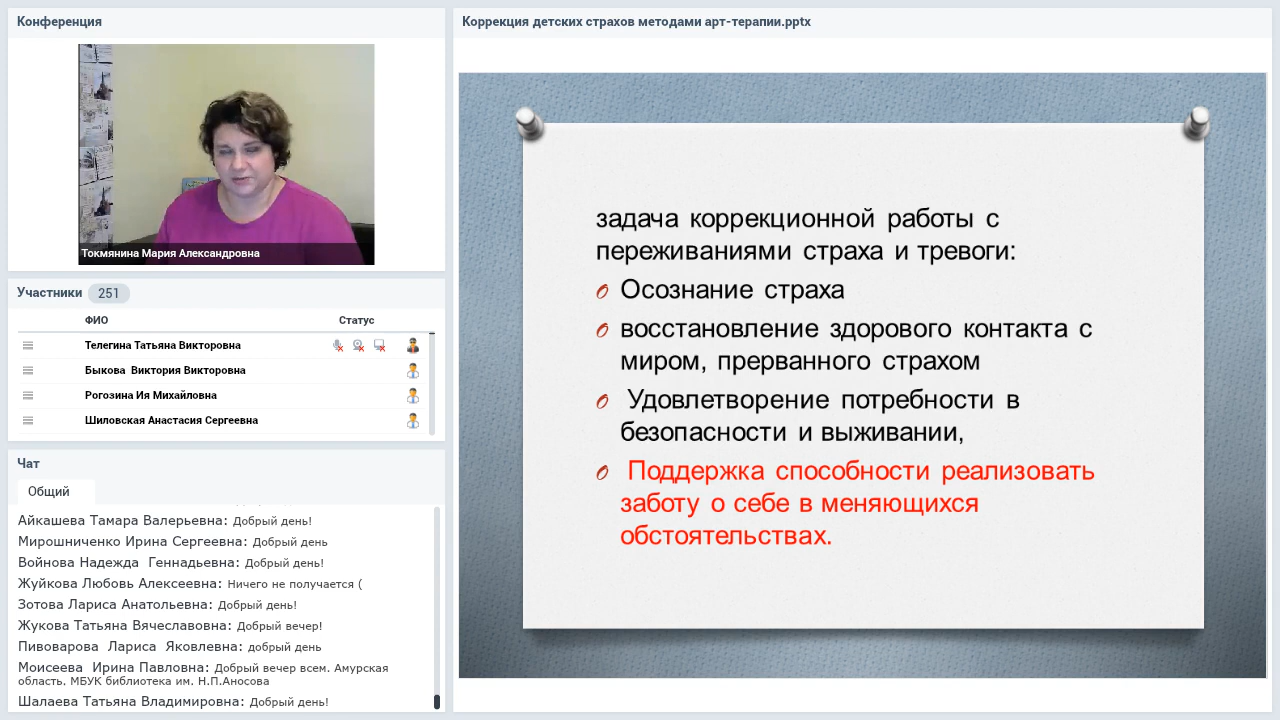 Конференция
Токмянина Мария Александровна
Участники 251
ФИО Статус
Телегина Татьяна Викторовна
Быкова Виктория Викторовна
Рогозина Ия Михайловна
Шиловская Анастасия Сергеевна
Чат
Общий
Айкашева Тамара Валерьевна: Добрый день!
Мирошниченко Ирина Сергеевна: Добрый день
Войнова Надежда Геннадьевна: Добрый день!
Жуйкова Любовь Алексеевна: Ничего не получается (
Зотова Лариса Анатольевна: Добрый день!
Жукова Татьяна Вячеславовна: Добрый вечер!
Пивоварова Лариса Яковлевна: добрый день
Моисеева Ирина Павловна: Добрый вечер всем. Амурская
область. МБУК библиотека им. Н.П.Аносова
Шалаева Татьяна Владимировна: Добрый день!
Коррекция детских страхов методами арт-терапии.pptx
задача коррекционной работы с
переживаниями страха и тревоги:
Осознание страха
восстановление здорового контакта с
миром, прерванного страхом
Удовлетворение потребности в
безопасности и выживании,
Поддержка способности реализовать
заботу о себе в меняющихся
обстоятельствах.